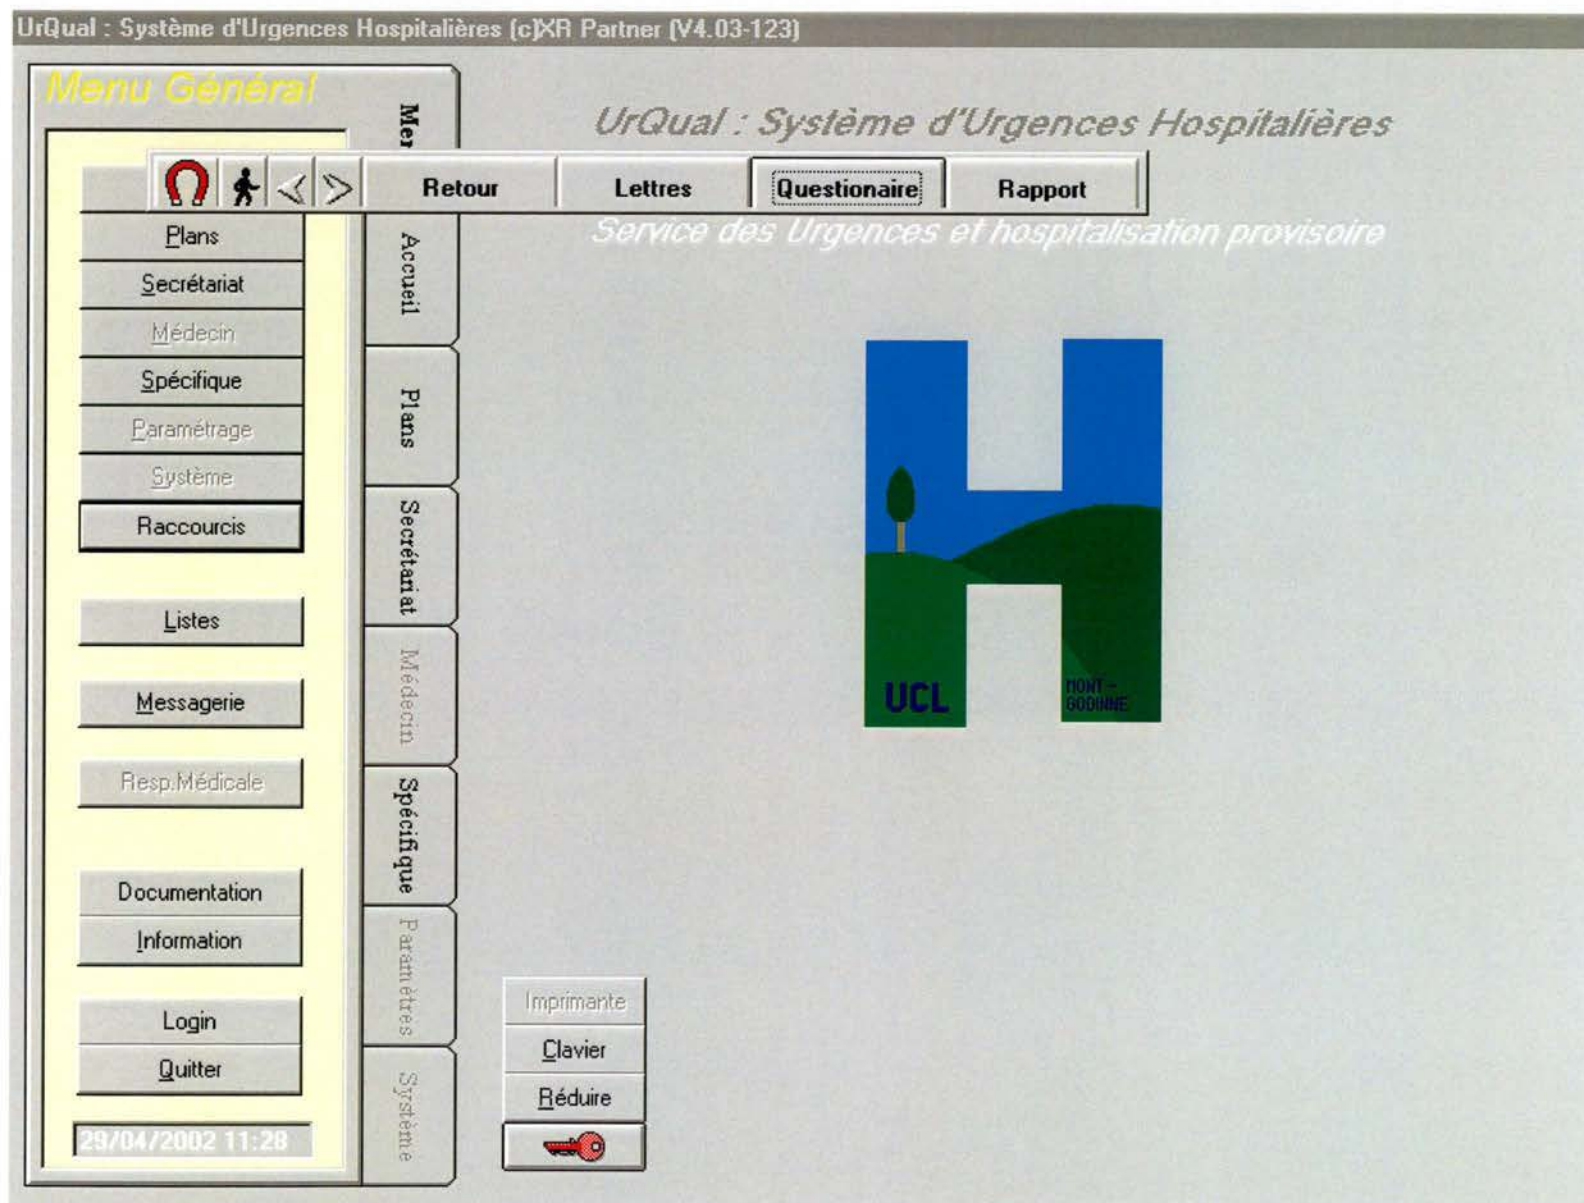 UrQual : Système d'Urgences Hospitalières (c)XR Partner (V4.03-123)
Menu Général
UrQual : Système d'Urgences Hospitalières
Retour
Lettres
Questionaire
Rapport
Service des Urgences et hospitalisation provisoire
Plans
Secrétariat
Médecin
Spécifique
Paramétrage
Système
Raccourcis
Listes
Messagerie
Resp.Médicale
Documentation
Information
Login
Quitter
29/04/2002 11:28
Accueil
Plans
Secrétariat
Médecin
Spécifique
Paramètres
Système
UCL
MONT-
GODINNE
Imprimante
Clavier
Réduire